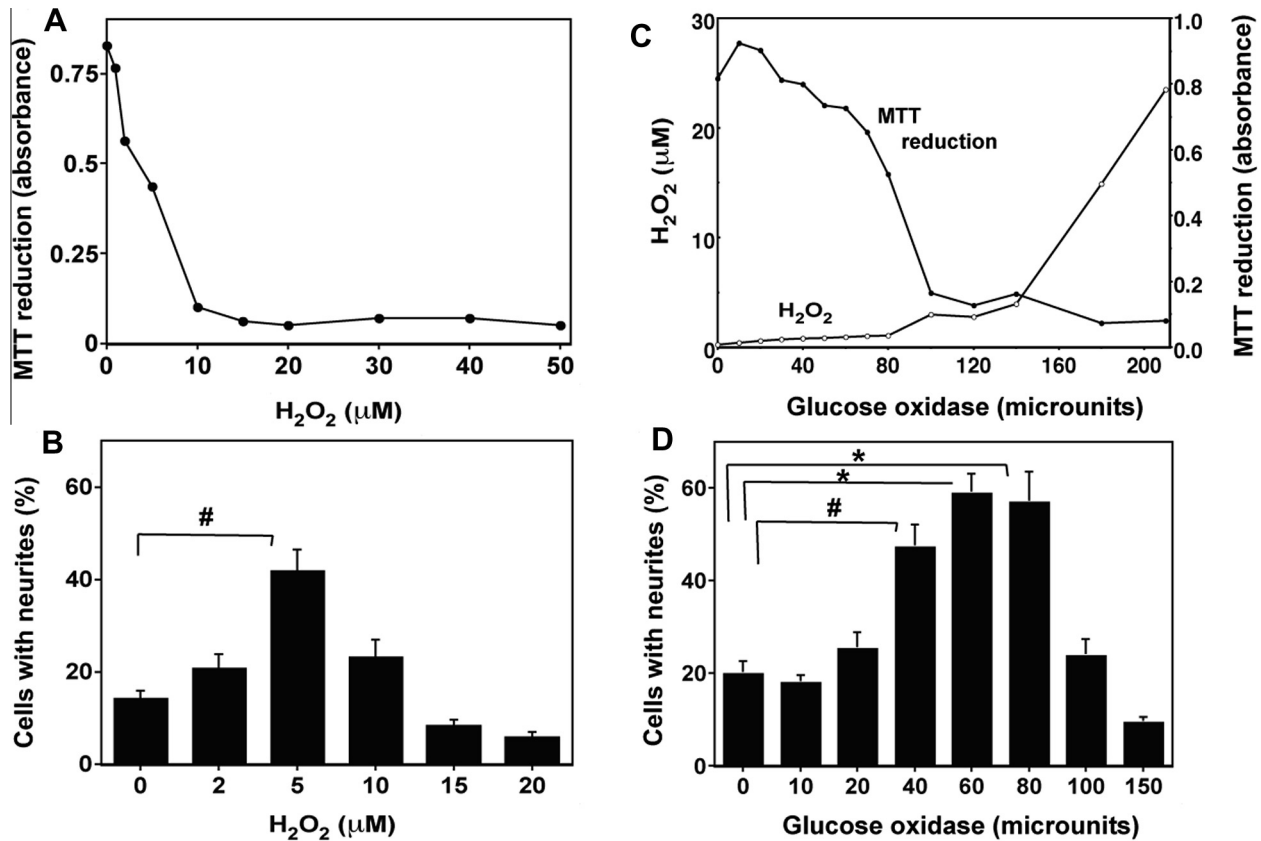 A
MTT reduction (absorbance)
0.75
0.5
0.25
0
0 10 20 30 40 50
H₂O₂ (μM)
C
H₂O₂ (μM)
30
20
10
0
MTT
reduction
H₂O₂
1.0
0.8
0.6
0.4
0.2
0.0
MTT reduction (absorbance)
0 40 80 120 160 200
Glucose oxidase (microunits)
B
Cells with neurites (%)
60
40
20
0
#
0 2 5 10 15 20
H₂O₂ (μM)
D
Cells with neurites (%)
60
40
20
0
*
*
#
0 10 20 40 60 80 100 150
Glucose oxidase (microunits)